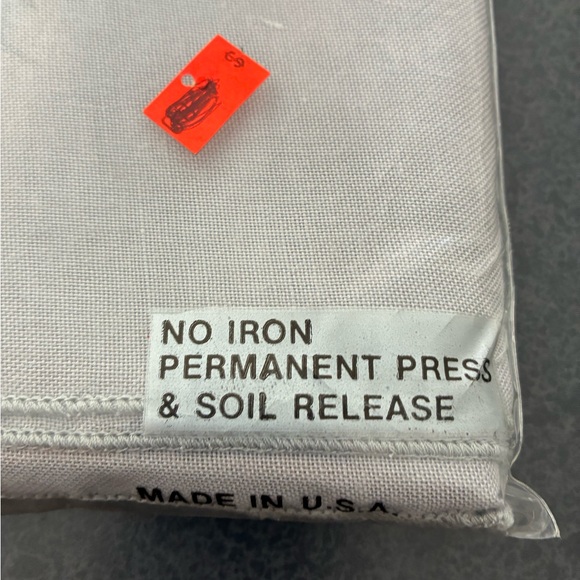 NO IRON
PERMANENT PRESS
& SOIL RELEASE
MADE IN U.S.A.